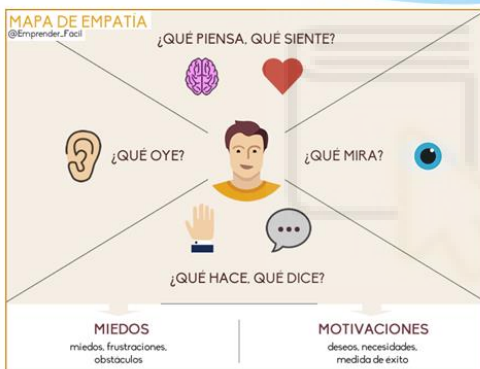 MAPA DE EMPATÍA
@Emprender_Facil
¿QUÉ PIENSA, QUÉ SIENTE?
¿QUÉ OYE?
¿QUÉ MIRA?
¿QUÉ HACE, QUÉ DICE?
MIEDOS
miedos, frustraciones,
obstáculos
MOTIVACIONES
deseos, necesidades,
medida de éxito